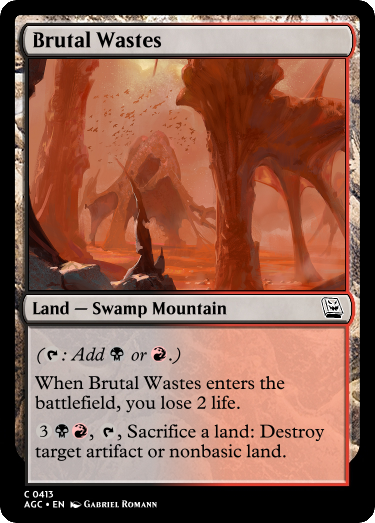 Brutal Wastes
Land — Swamp Mountain
( : Add or .)
When Brutal Wastes enters the
battlefield, you lose 2 life.
3 , , Sacrifice a land: Destroy
target artifact or nonbasic land.
C 0413
AGC • EN Gabriel Romann